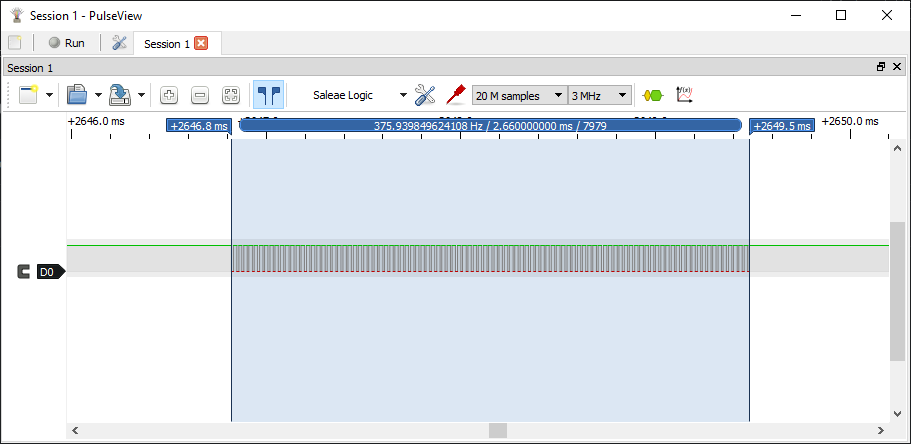 Session 1 - PulseView
Run
Session 1
Session 1
Saleae Logic
20 M samples
3 MHz
+2646.0 ms
+2646.8 ms
375.939849624108 Hz / 2.660000000 ms / 7979
+2649.5 ms
+2650.0 ms
D0